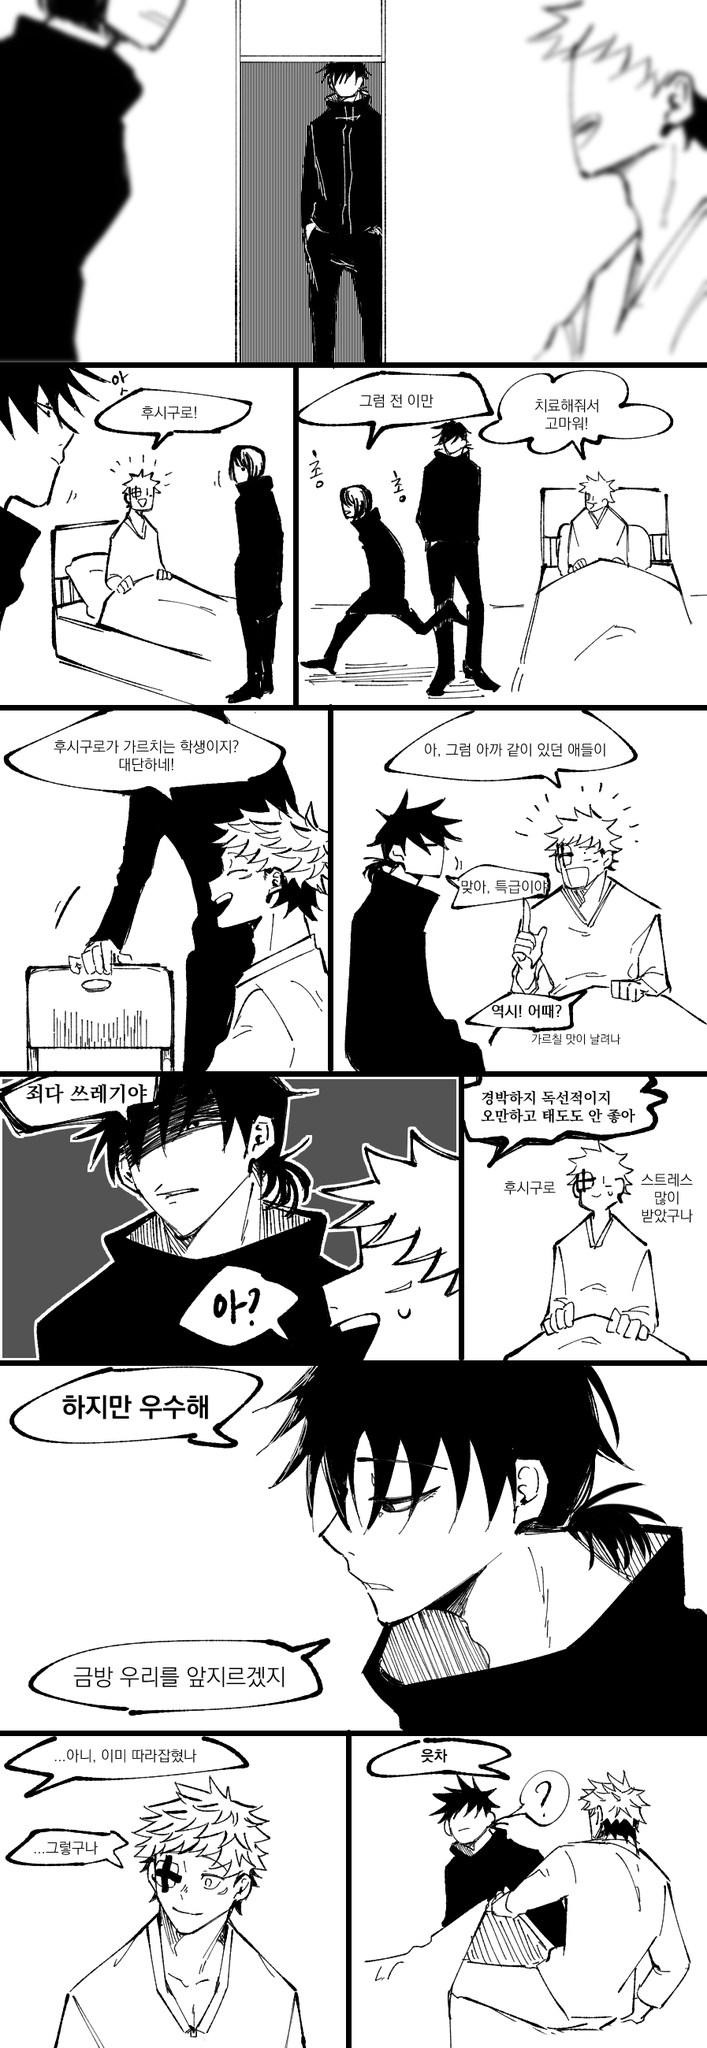 앗
후시구로!
그럼 전 이만
치료해줘서
고마워!
총
총
후시구로가 가르치는 학생이지?
대단하네!
아, 그럼 아까 같이 있던 애들이
맞아, 특급이야
역시! 어때?
가르칠 맛이 날려나
죄다 쓰레기야
아?
경박하지 독선적이지
오만하고 태도도 안 좋아
후시구로
스트레스
많이
받았구나
하지만 우수해
금방 우리를 앞지르겠지
...아니, 이미 따라잡혔나
...그렇구나
읏차
?